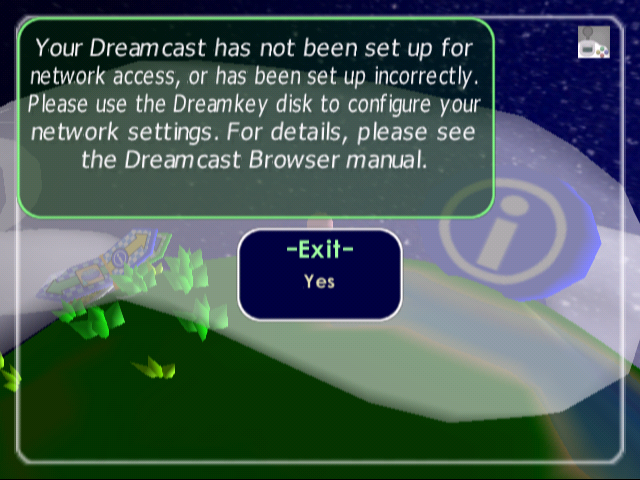 Your Dreamcast has not been set up for
network access, or has been set up incorrectly.
Please use the Dreamkey disk to configure your
network settings. For details, please see
the Dreamcast Browser manual.
-Exit-
Yes